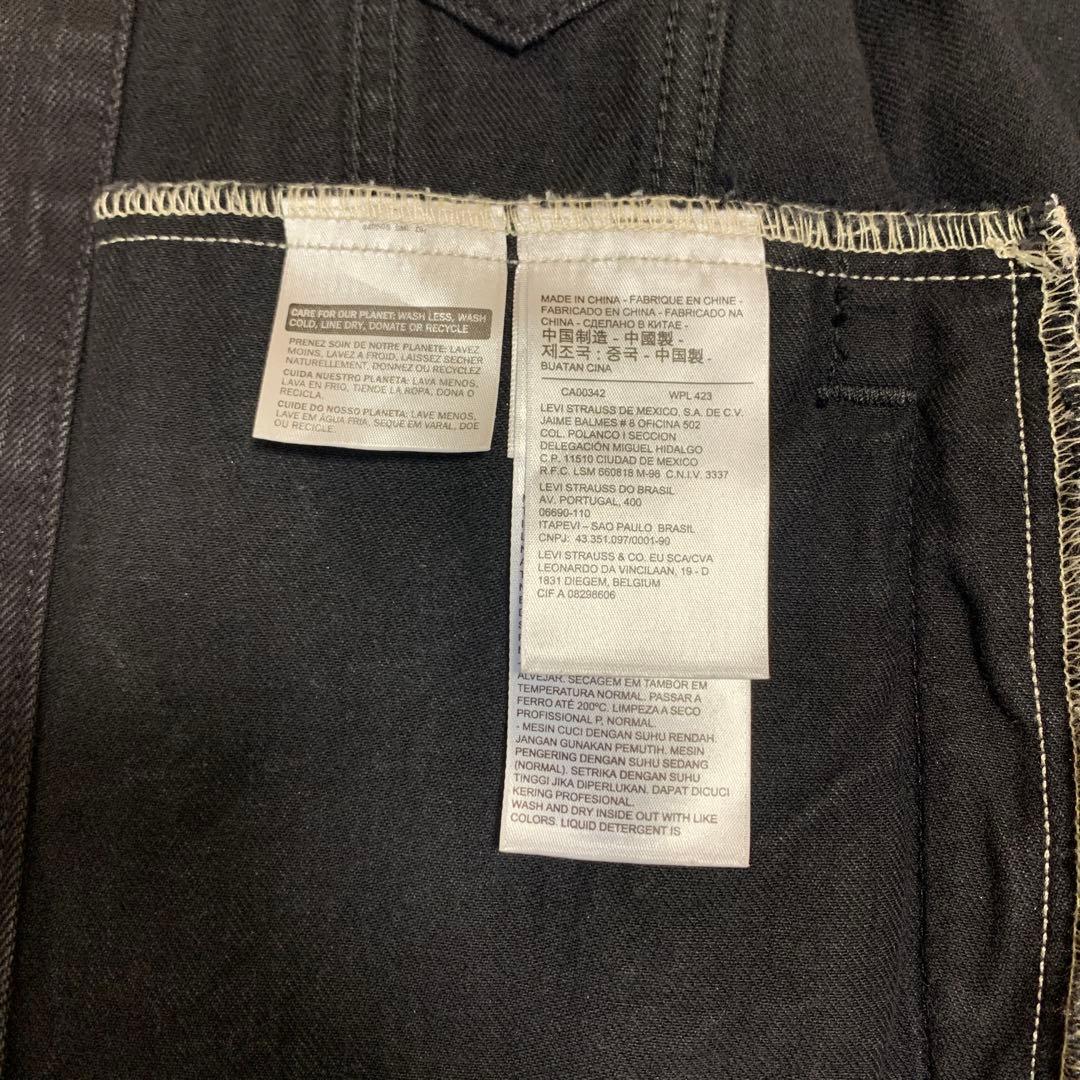 CARE FOR OUR PLANET: WASH LESS, WASH
COLD, LINE DRY, DONATE OR RECYCLE
PRENEZ SOIN DE NOTRE PLANETE: LAVEZ
MOINS, LAVEZ A FROID, LAISSEZ SECHER
NATURELLEMENT, DONNEZ OU RECYCLEZ
CUIDA NUESTRO PLANETA: LAVA MENOS,
LAVA EN FRIO, TIENDE LA ROPA, DONA O
RECICLA.
CUIDE DO NOSSO PLANETA: LAVE MENOS,
LAVE EM ÁGUA FRIA, SEQUE EM VARAL, DOE
OU RECICLE.
MADE IN CHINA - FABRIQUE EN CHINE -
FABRICADO EN CHINA - FABRICADO NA
CHINA - СДЕЛАНО В КИТАЕ -
中国制造 - 中國製 -
제조국 : 중국 - 中国製 -
BUATAN CINA
CA00342 WPL 423
LEVI STRAUSS DE MEXICO, S.A. DE C.V.
JAIME BALMES # 8 OFICINA 502
COL. POLANCO I SECCION
DELEGACIÓN MIGUEL HIDALGO
C.P. 11510 CIUDAD DE MEXICO
R.F.C. LSM 660818 M-98 C.N.I.V. 3337
LEVI STRAUSS DO BRASIL
AV. PORTUGAL, 400
06690-110
ITAPEVI – SAO PAULO BRASIL
CNPJ: 43.351.097/0001-90
LEVI STRAUSS & CO. EU SCA/CVA
LEONARDO DA VINCILAAN, 19 - D
1831 DIEGEM, BELGIUM
CIF A 08298606
ALVEJAR. SECAGEM EM TAMBOR EM
TEMPERATURA NORMAL. PASSAR A
FERRO ATÉ 200ºC. LIMPEZA A SECO
PROFISSIONAL P, NORMAL.
- MESIN CUCI DENGAN SUHU RENDAH.
JANGAN GUNAKAN PEMUTIH. MESIN
PENGERING DENGAN SUHU SEDANG
(NORMAL). SETRIKA DENGAN SUHU
TINGGI JIKA DIPERLUKAN. DAPAT DICUCI
KERING PROFESIONAL.
WASH AND DRY INSIDE OUT WITH LIKE
COLORS. LIQUID DETERGENT IS